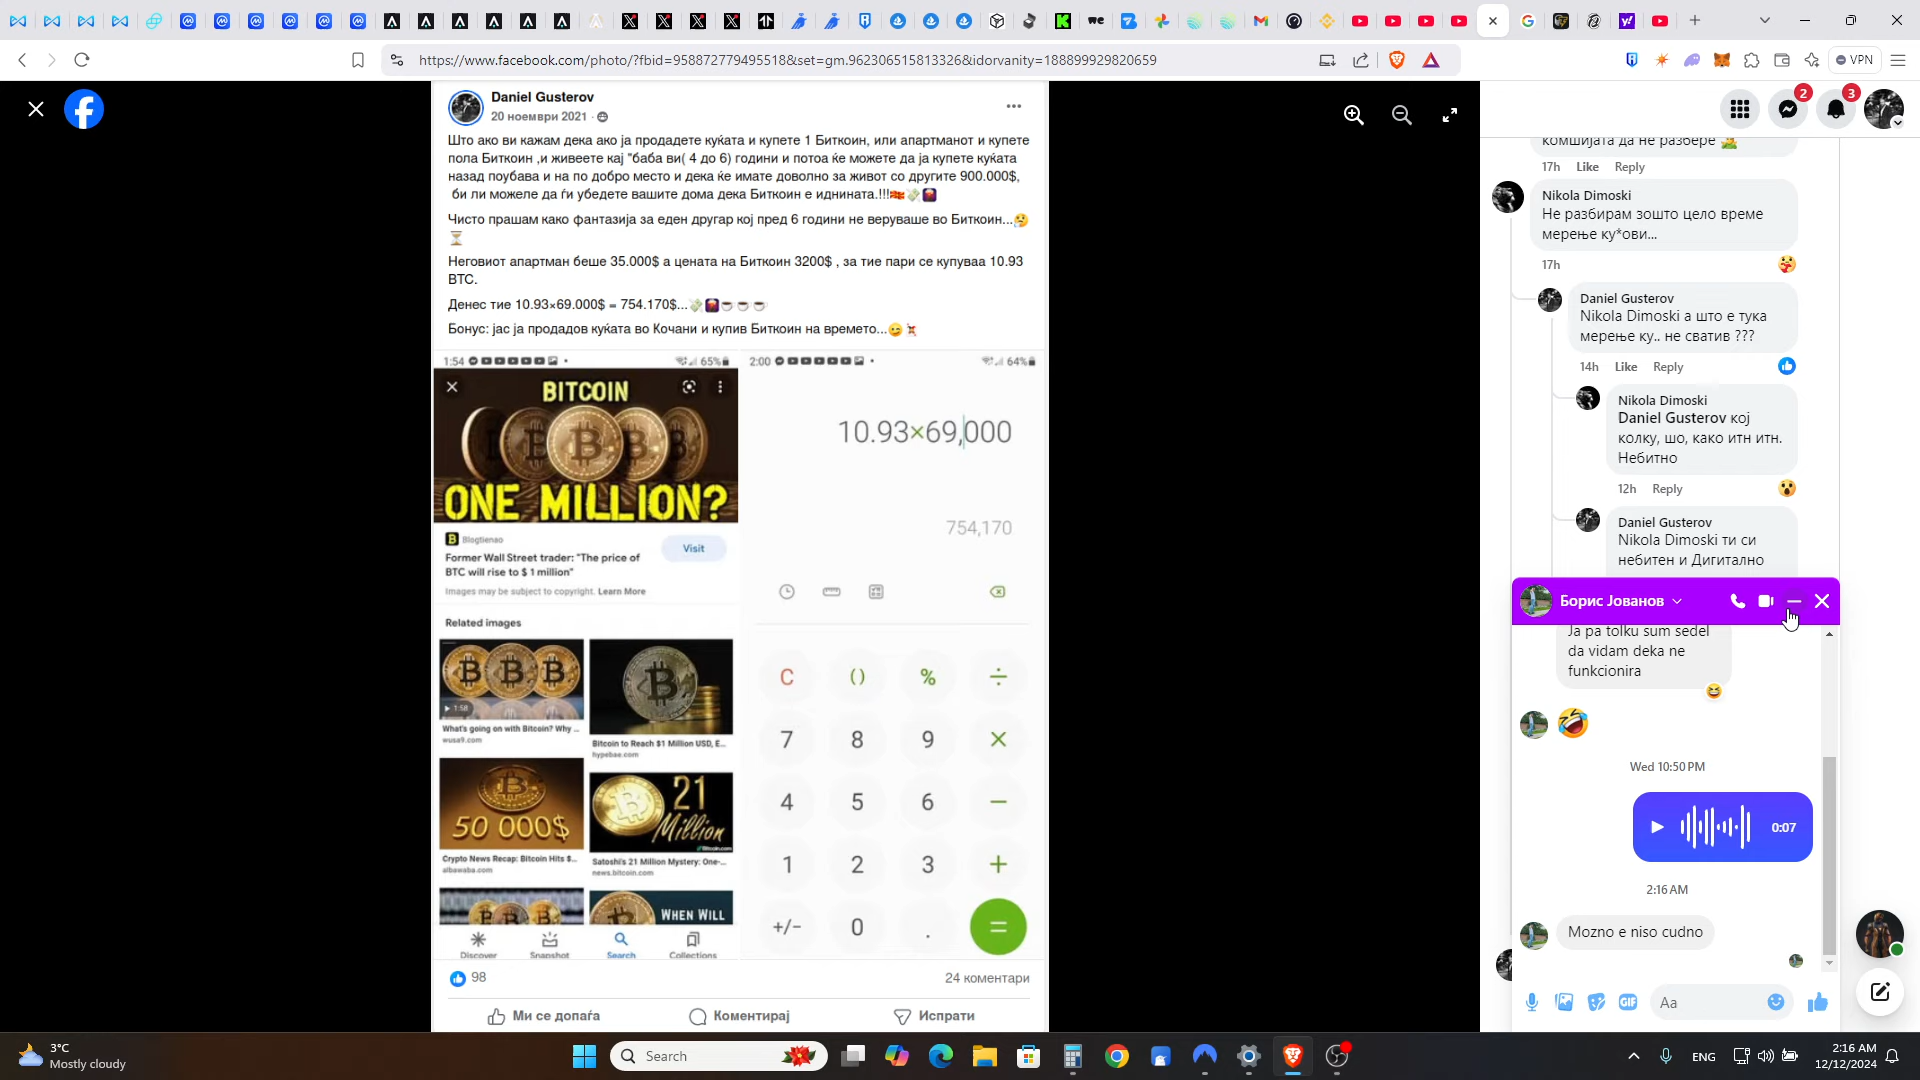 https://www.facebook.com/photo/?fbid=958872779495518&set=gm.962306515813326&idorvanity=188899929820659
VPN
Daniel Gusterov
20 ноември 2021 ·
Што ако ви кажам дека ако ја продадете куќата и купете 1 Биткоин, или апартманот и купете
пола Биткоин ,и живеете кај "баба ви( 4 до 6) години и потоа ќе можете да ја купете куќата
назад поубава и на по добро место и дека ќе имате доволно за живот со другите 900.000$,
би ли можеле да ѓи убедете вашите дома дека Биткоин е иднината.!!!🇲🇰💸🌇
Чисто прашам како фантазија за еден другар кој пред 6 години не веруваше во Биткоин...🤔
⏳
Неговиот апартман беше 35.000$ а цената на Биткоин 3200$ , за тие пари се купуваа 10.93
BTC.
Денес тие 10.93×69.000$ = 754.170$...💸🌇☕☕☕
Бонус: јас ја продадов куќата во Кочани и купив Биткоин на времето...
1:54
65%
2:00
64%
BITCOIN
ONE MILLION?
10.93×69,000
754,170
Blogtienao
Former Wall Street trader: "The price of
BTC will rise to $ 1 million"
Visit
Images may be subject to copyright. Learn More
Related images
1:58
What's going on with Bitcoin? Why ...
wusa9.com
Bitcoin to Reach $1 Million USD, E...
hypebae.com
50 000$
21
Million
Crypto News Recap: Bitcoin Hits $...
albawaba.com
Satoshi's 21 Million Mystery: One-...
news.bitcoin.com
WHEN WILL
Discover
Snapshot
Search
Collections
C () % ÷
7 8 9 ×
4 5 6 −
1 2 3 +
+/− 0 . =
98
24 коментари
Ми се допаѓа
Коментирај
Испрати
2
3
комшијата да не разбере
17h Like Reply
Nikola Dimoski
Не разбирам зошто цело време
мерење ку*ови...
17h
Daniel Gusterov
Nikola Dimoski а што е тука
мерење ку.. не сватив ???
14h Like Reply
Nikola Dimoski
Daniel Gusterov кој
колку, шо, како итн итн.
Небитно
12h Reply
Daniel Gusterov
Nikola Dimoski ти си
небитен и Дигитално
Борис Јованов
Ja pa tolku sum sedel
da vidam deka ne
funkcionira
Wed 10:50 PM
0:07
2:16 AM
Mozno e niso cudno
Aa
GIF
3°C
Mostly cloudy
Search
ENG
2:16 AM
12/12/2024